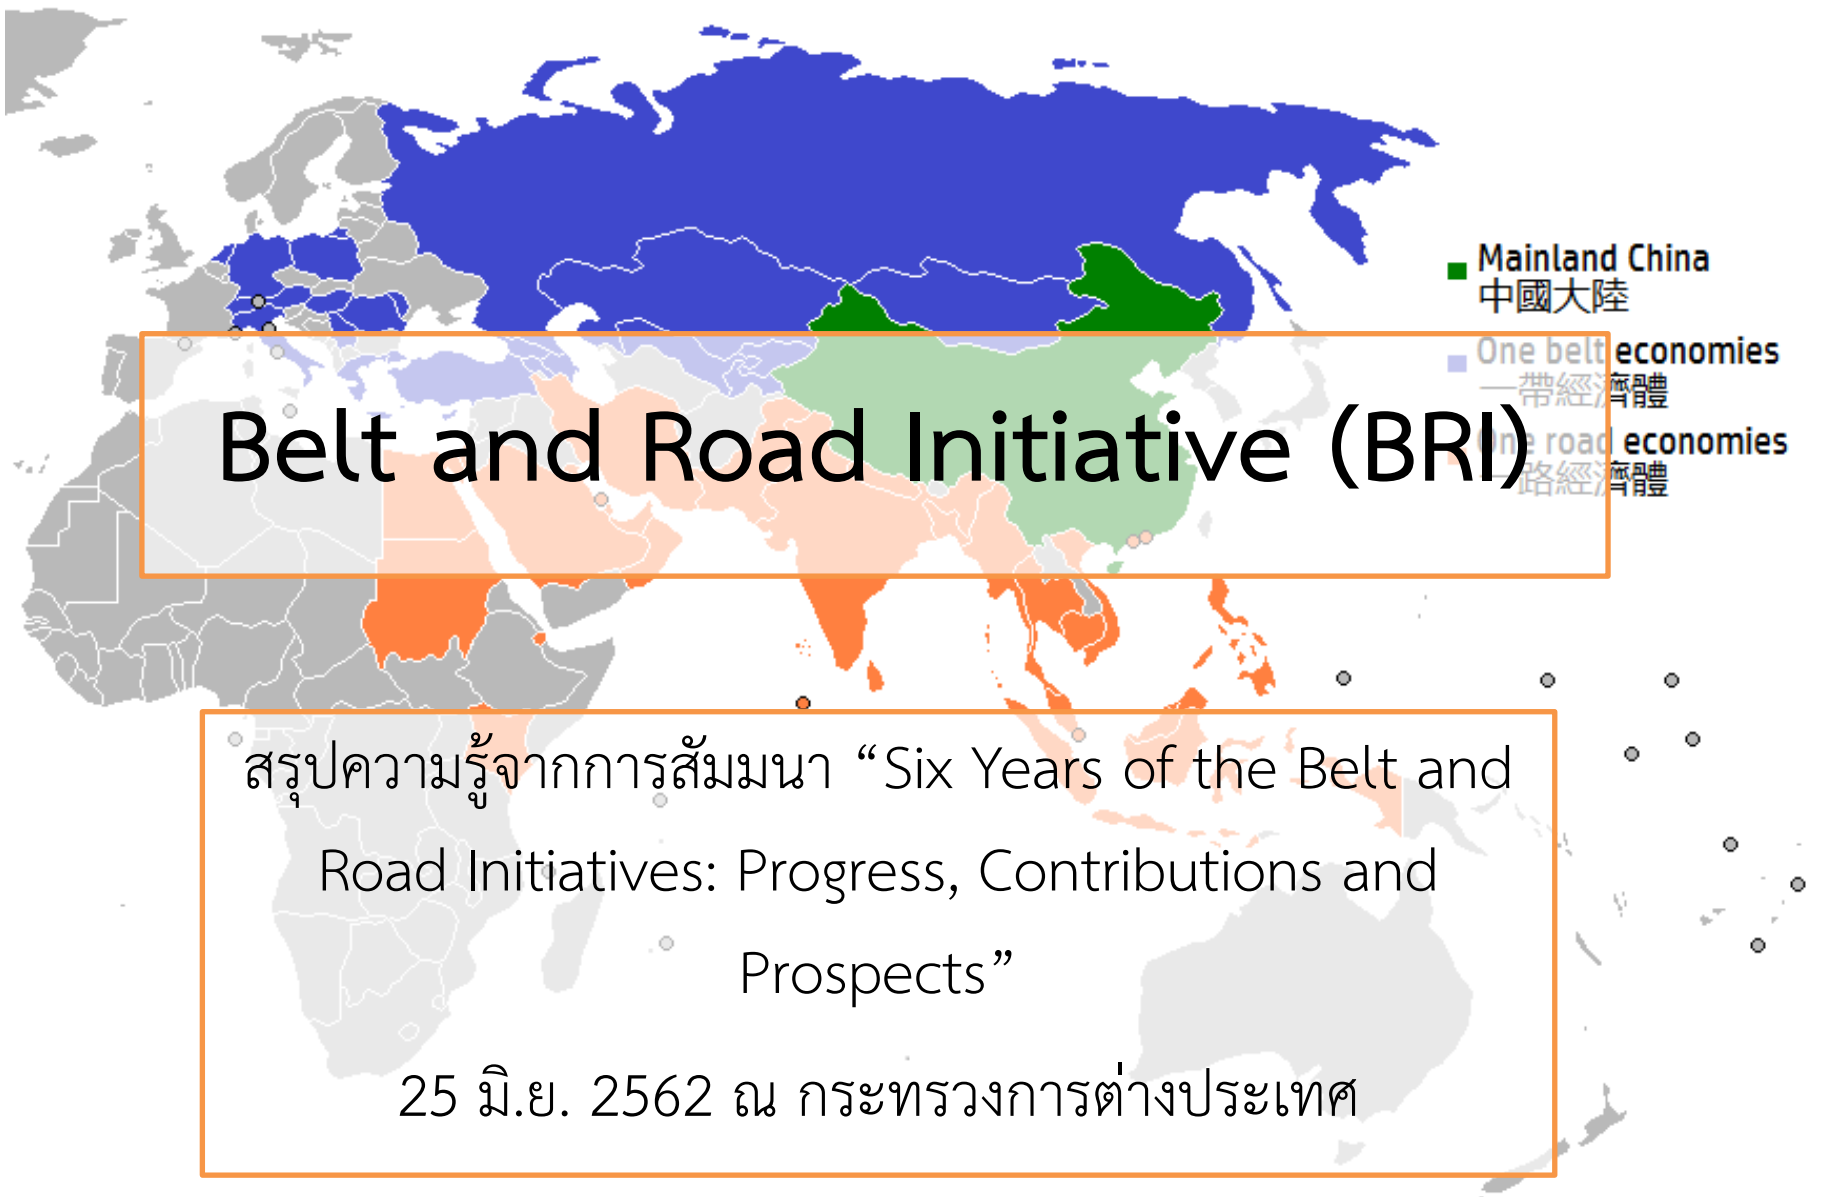 Mainland China
中國大陸
One belt economies
一帶經濟體
One road economies
一路經濟體
Belt and Road Initiative (BRI)
สรุปความรู้จากการสัมมนา “Six Years of the Belt and
Road Initiatives: Progress, Contributions and
Prospects”
25 มิ.ย. 2562 ณ กระทรวงการต่างประเทศ